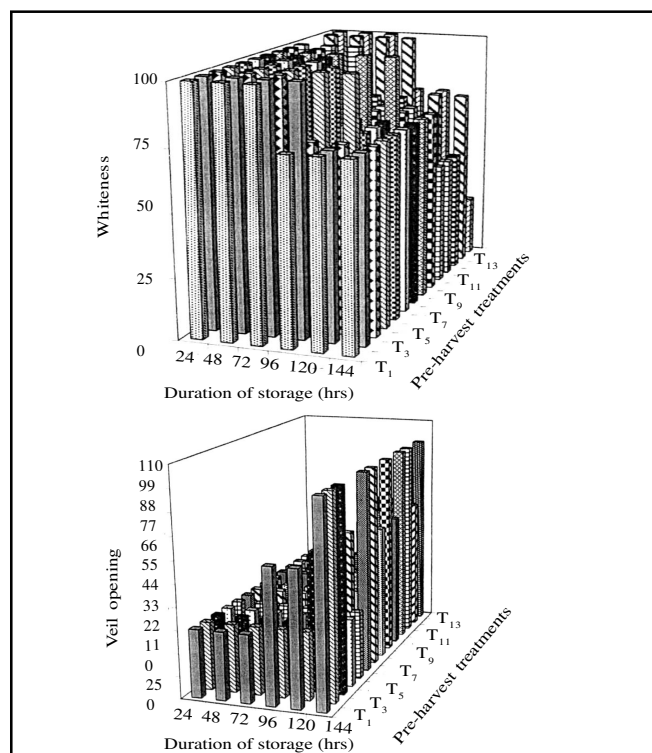 100
75
50
25
0
Whiteness
24 48 72 96 120 144
Duration of storage (hrs)
T1 T3 T5 T7 T9 T11 T13
Pre-harvest treatments
110
99
88
77
66
55
44
33
22
11
0
25
0
Veil opening
24 48 72 96 120 144
Duration of storage (hrs)
T1 T3 T5 T7 T9 T11 T13
Pre-harvest treatments